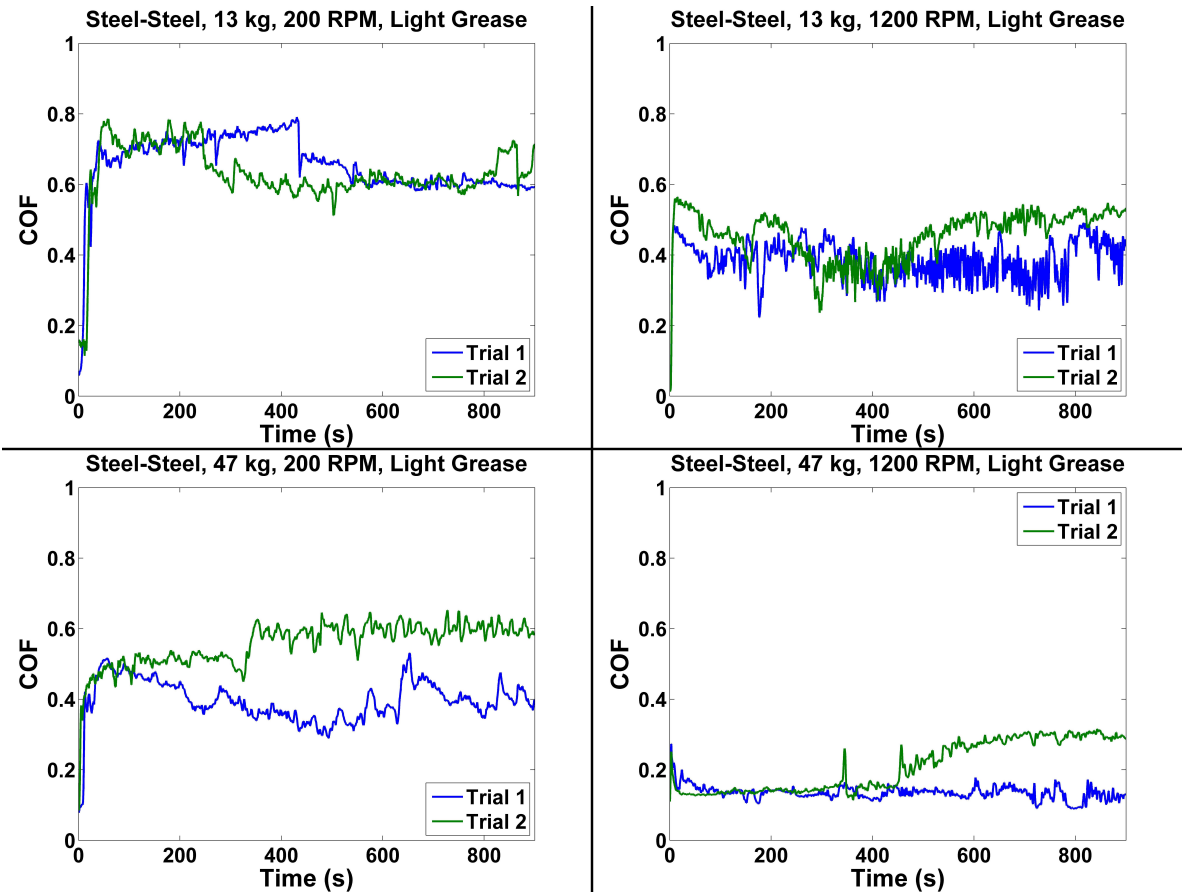 Steel-Steel, 13 kg, 200 RPM, Light Grease
1
0.8
0.6
0.4
0.2
0
COF
0 200 400 600 800
Time (s)
Trial 1
Trial 2
Steel-Steel, 13 kg, 1200 RPM, Light Grease
1
0.8
0.6
0.4
0.2
0
COF
0 200 400 600 800
Time (s)
Trial 1
Trial 2
Steel-Steel, 47 kg, 200 RPM, Light Grease
1
0.8
0.6
0.4
0.2
0
COF
0 200 400 600 800
Time (s)
Trial 1
Trial 2
Steel-Steel, 47 kg, 1200 RPM, Light Grease
1
0.8
0.6
0.4
0.2
0
COF
0 200 400 600 800
Time (s)
Trial 1
Trial 2